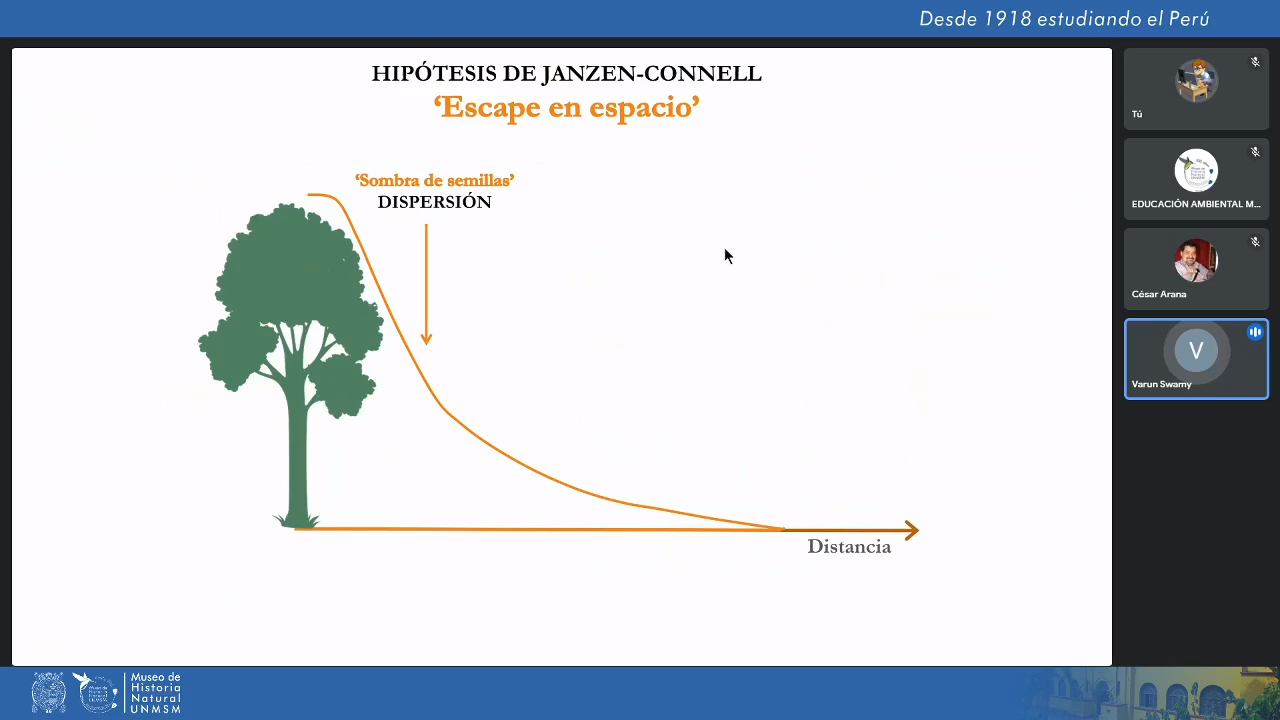 Desde 1918 estudiando el Perú
HIPÓTESIS DE JANZEN-CONNELL
‘Escape en espacio’
‘Sombra de semillas’
DISPERSIÓN
Distancia
Tú
EDUCACIÓN AMBIENTAL M...
César Arana
V
Varun Swamy
Museo de
Historia
Natural
UNMSM